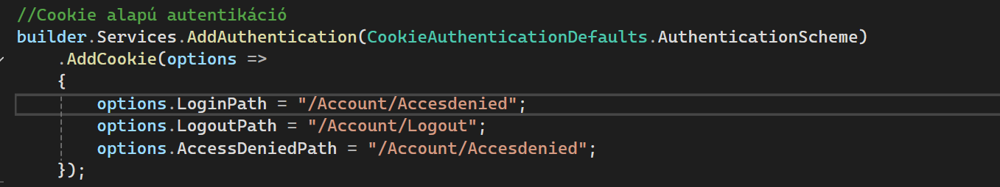 //Cookie alapú autentikáció
builder.Services.AddAuthentication(CookieAuthenticationDefaults.AuthenticationScheme)
.AddCookie(options =>
{
options.LoginPath = "/Account/Accesdenied";
options.LogoutPath = "/Account/Logout";
options.AccessDeniedPath = "/Account/Accesdenied";
});